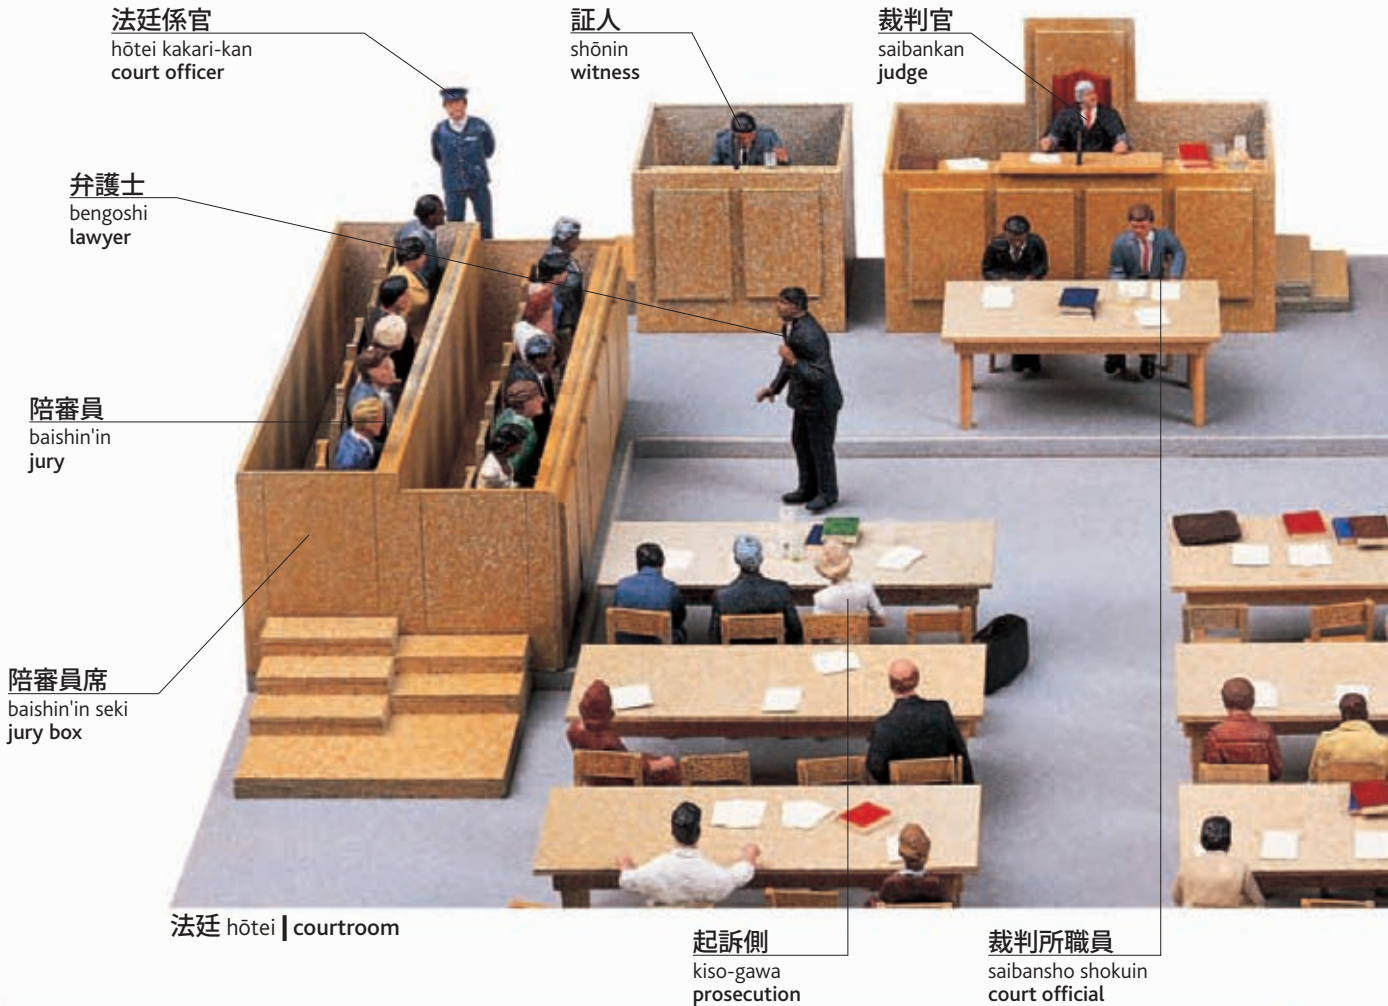 法廷係官
hōtei kakari-kan
court officer
証人
shōnin
witness
裁判官
saibankan
judge
弁護士
bengoshi
lawyer
陪審員
baishin'in
jury
陪審員席
baishin'in seki
jury box
法廷 hōtei | courtroom
起訴側
kiso-gawa
prosecution
裁判所職員
saibansho shokuin
court official